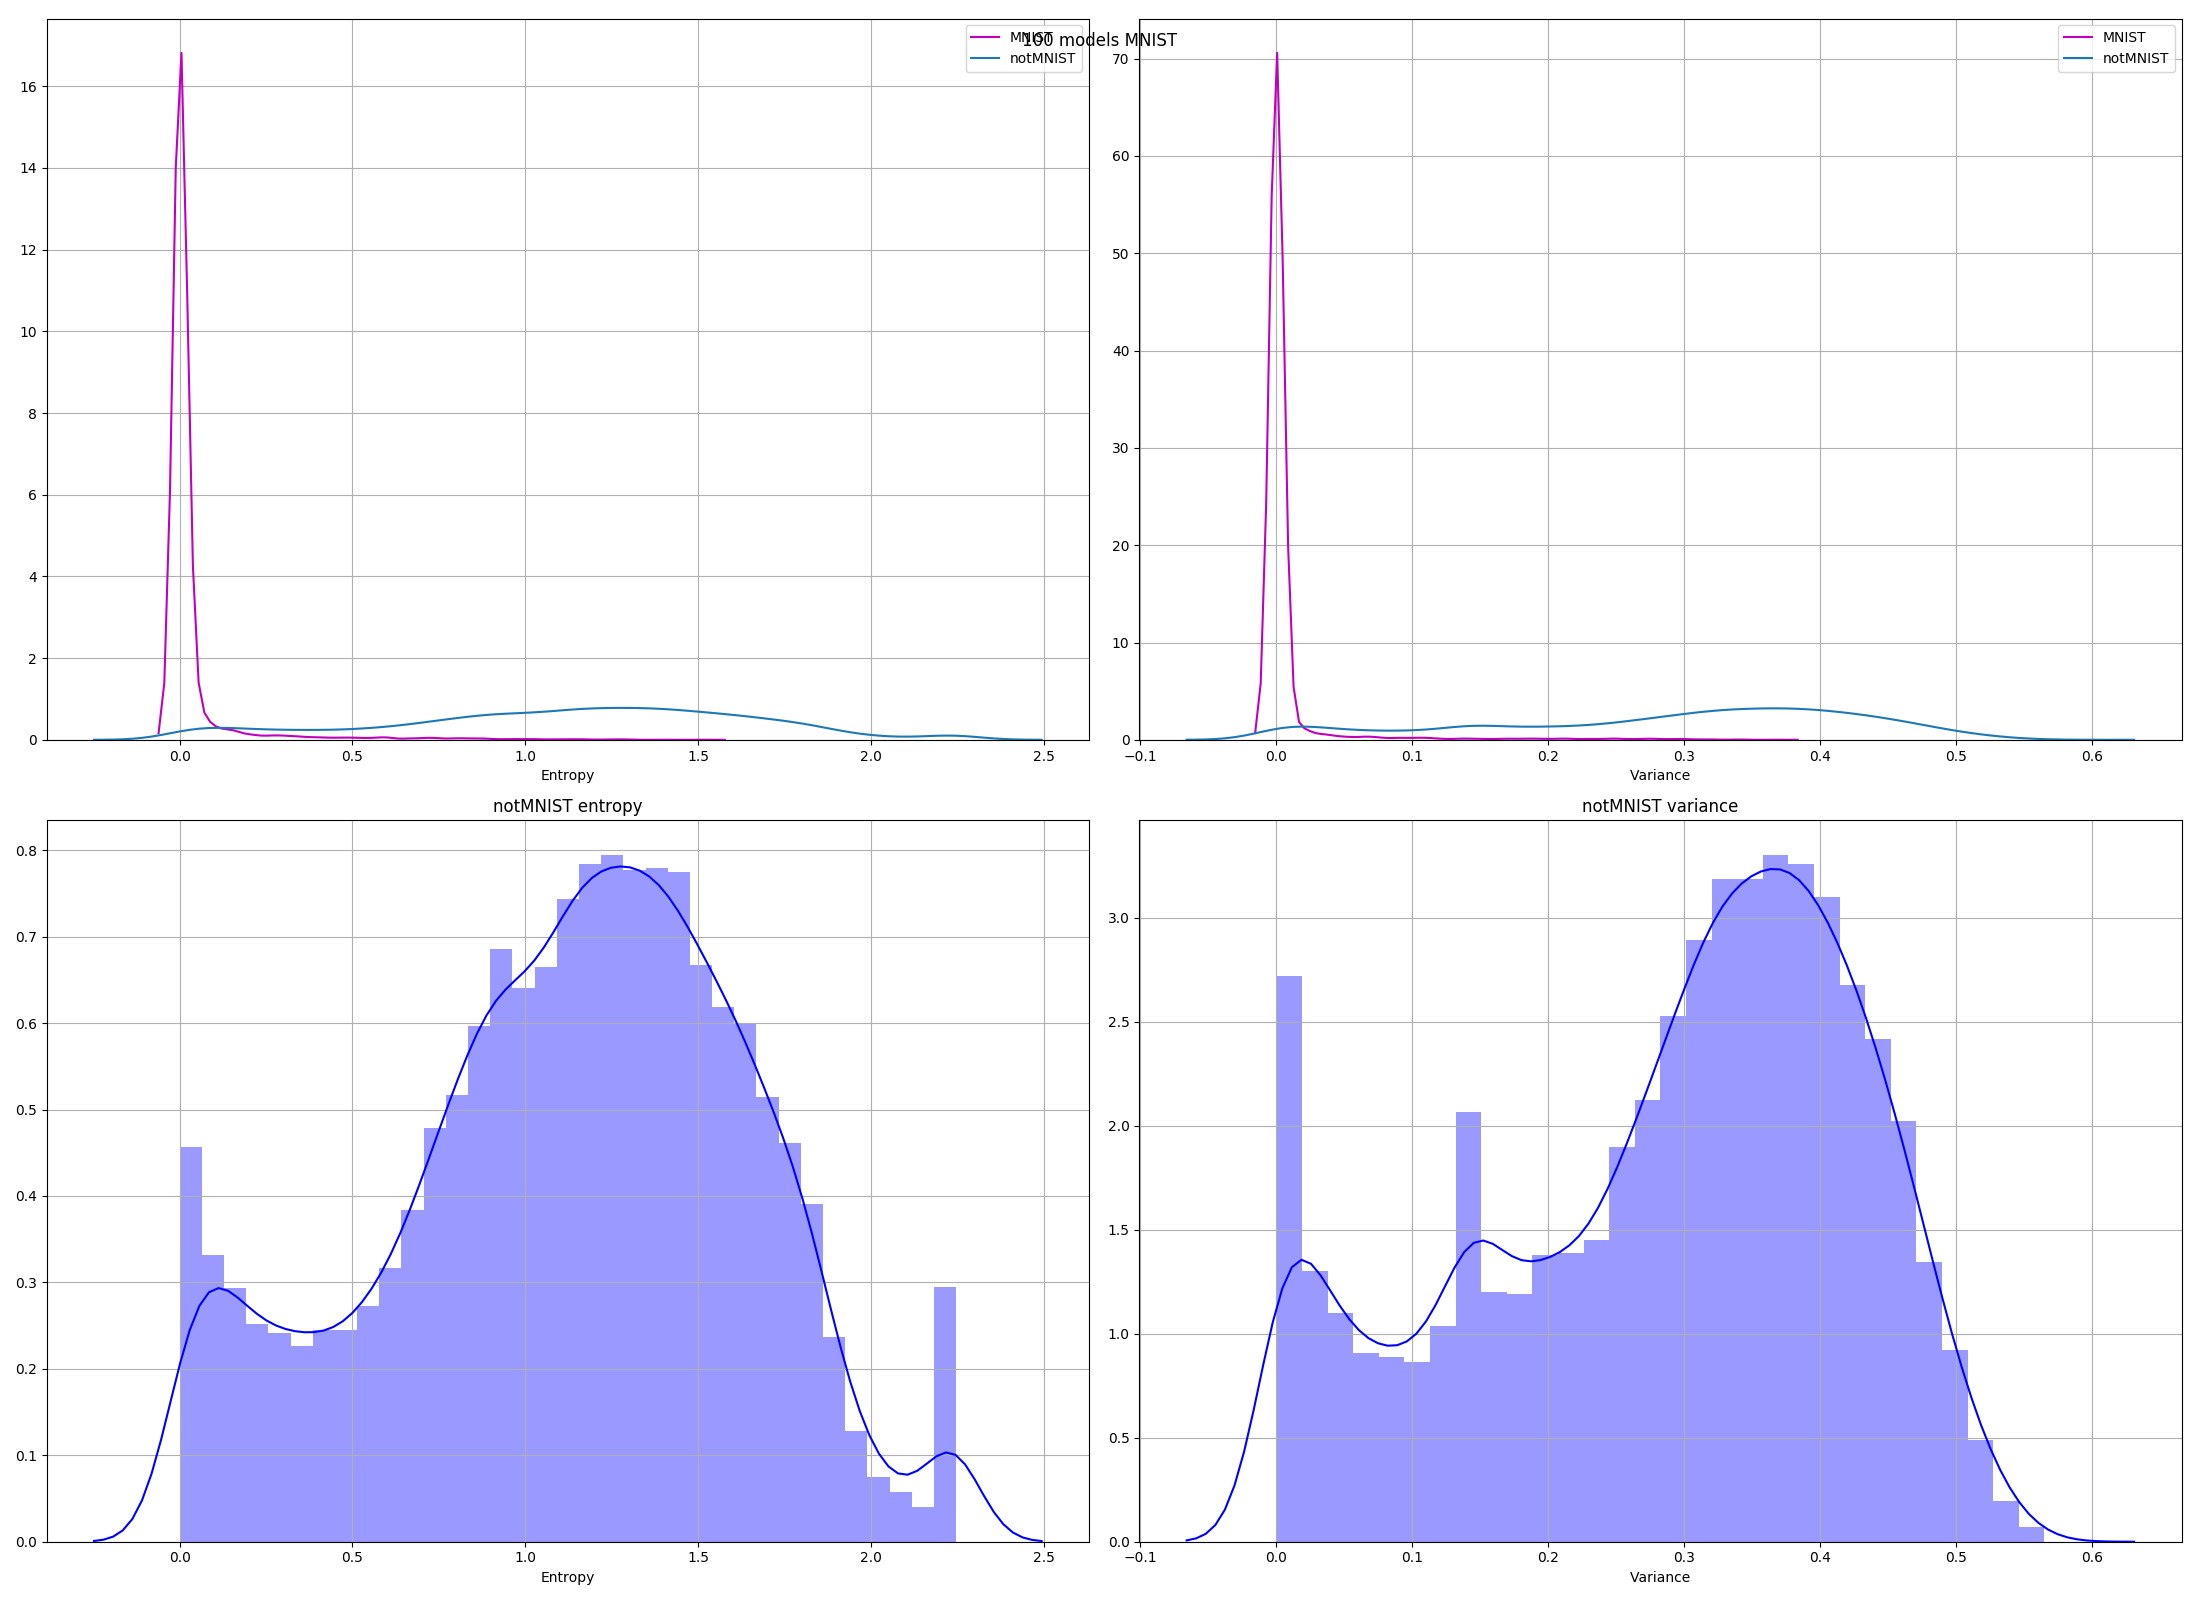 100 models MNIST
MNIST
notMNIST
16
14
12
10
8
6
4
2
0
0.0 0.5 1.0 1.5 2.0 2.5
Entropy
MNIST
notMNIST
70
60
50
40
30
20
10
0
−0.1 0.0 0.1 0.2 0.3 0.4 0.5 0.6
Variance
notMNIST entropy
0.8
0.7
0.6
0.5
0.4
0.3
0.2
0.1
0.0
0.0 0.5 1.0 1.5 2.0 2.5
Entropy
notMNIST variance
3.0
2.5
2.0
1.5
1.0
0.5
0.0
−0.1 0.0 0.1 0.2 0.3 0.4 0.5 0.6
Variance